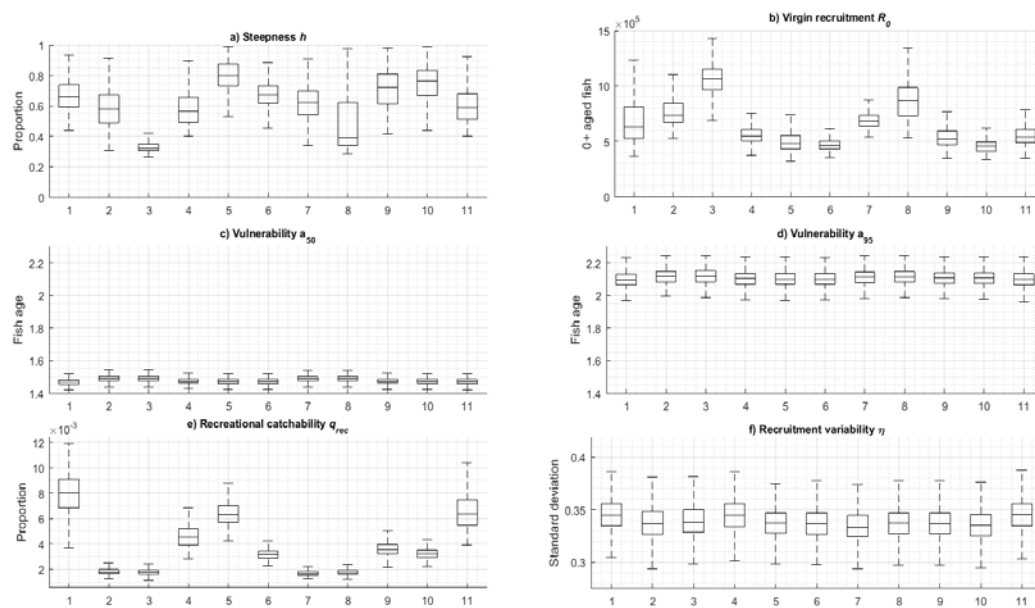 a) Steepness h
Proportion
1
0.8
0.6
0.4
0.2
0
1 2 3 4 5 6 7 8 9 10 11
b) Virgin recruitment R0
×10^5
0 + aged fish
15
10
5
0
1 2 3 4 5 6 7 8 9 10 11
c) Vulnerability a50
Fish age
2.2
2
1.8
1.6
1.4
1 2 3 4 5 6 7 8 9 10 11
d) Vulnerability a95
Fish age
2.2
2
1.8
1.6
1.4
1 2 3 4 5 6 7 8 9 10 11
e) Recreational catchability qrec
×10^-3
Proportion
12
10
8
6
4
2
1 2 3 4 5 6 7 8 9 10 11
f) Recruitment variability η
Standard deviation
0.4
0.35
0.3
1 2 3 4 5 6 7 8 9 10 11